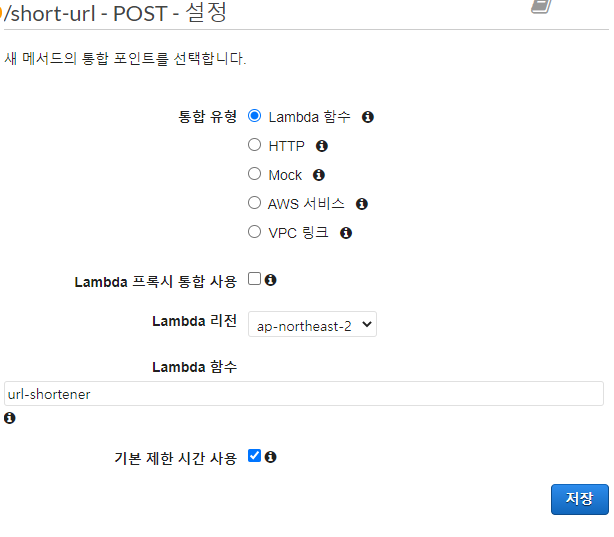 /short-url - POST - 설정
새 메서드의 통합 포인트를 선택합니다.
통합 유형 Lambda 함수
HTTP
Mock
AWS 서비스
VPC 링크
Lambda 프록시 통합 사용
Lambda 리전 ap-northeast-2
Lambda 함수
url-shortener
기본 제한 시간 사용
저장